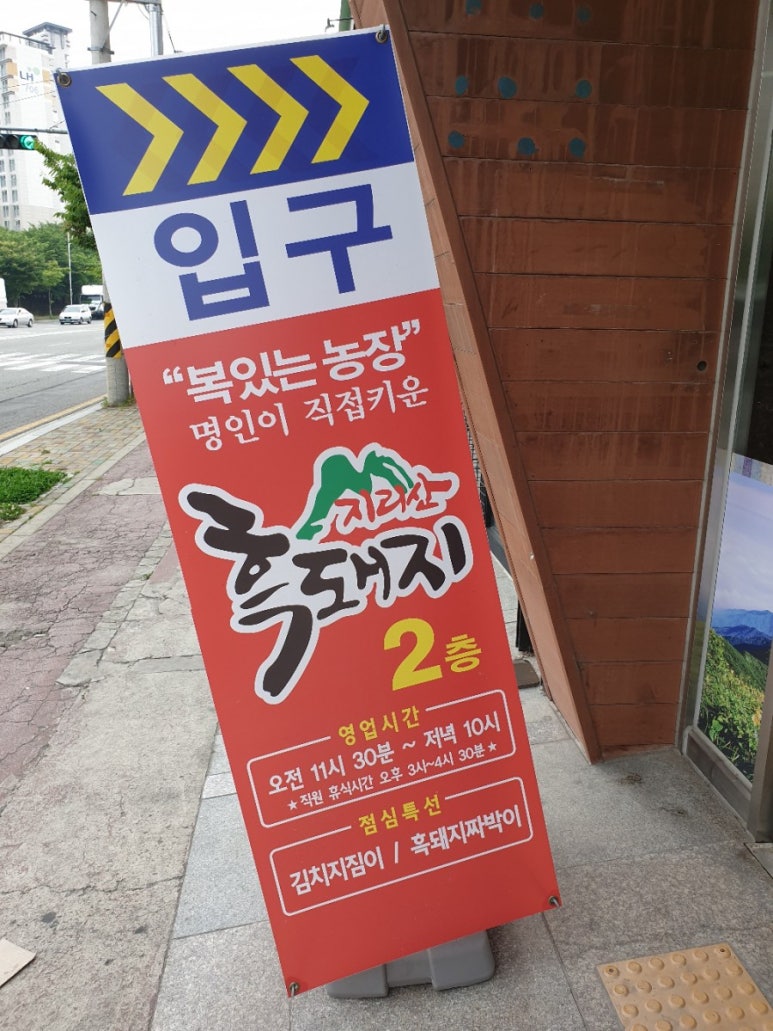 입구
“복있는 농장”
명인이 직접키운
지리산
흑돼지
2층
영업시간
오전 11시 30분 ~ 저녁 10시
★직원 휴식시간 오후 3시~4시 30분★
점심특선
김치지짐이 / 흑돼지짜박이
LH